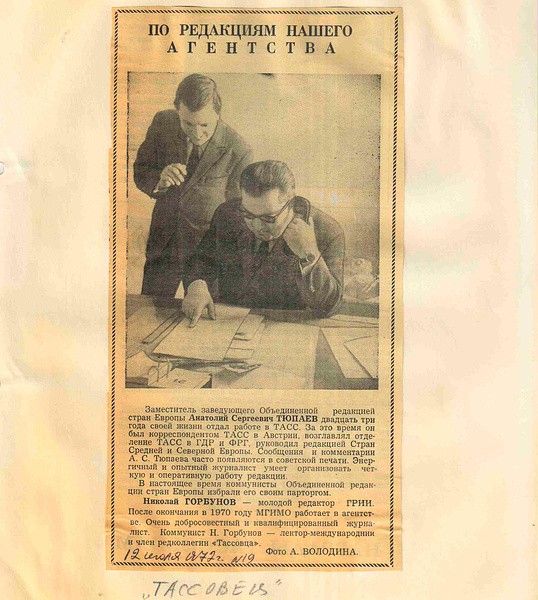 ПО РЕДАКЦИЯМ НАШЕГО
АГЕНТСТВА
Заместитель заведующего Объединенной редакцией
стран Европы Анатолий Сергеевич ТЮПАЕВ двадцать три
года своей жизни отдал работе в ТАСС. За это время он
был корреспондентом ТАСС в Австрии, возглавлял отде-
ление ТАСС в ГДР и ФРГ, руководил редакцией Стран
Средней и Северной Европы. Сообщения и комментарии
А. С. Тюпаева часто появляются в советской печати. Энер-
гичный и опытный журналист умеет организовать чет-
кую и оперативную работу редакции.
В настоящее время коммунисты Объединенной редак-
ции стран Европы избрали его своим парторгом.
Николай ГОРБУНОВ — молодой редактор ГРИИ.
После окончания в 1970 году МГИМО работает в агентст-
ве. Очень добросовестный и квалифицированный журна-
лист. Коммунист Н. Горбунов — лектор-международник
и член редколлегии «Тассовца».
Фото А. ВОЛОДИНА.
12 июля 1972 г. №19
„ТАССОВЕЦ"